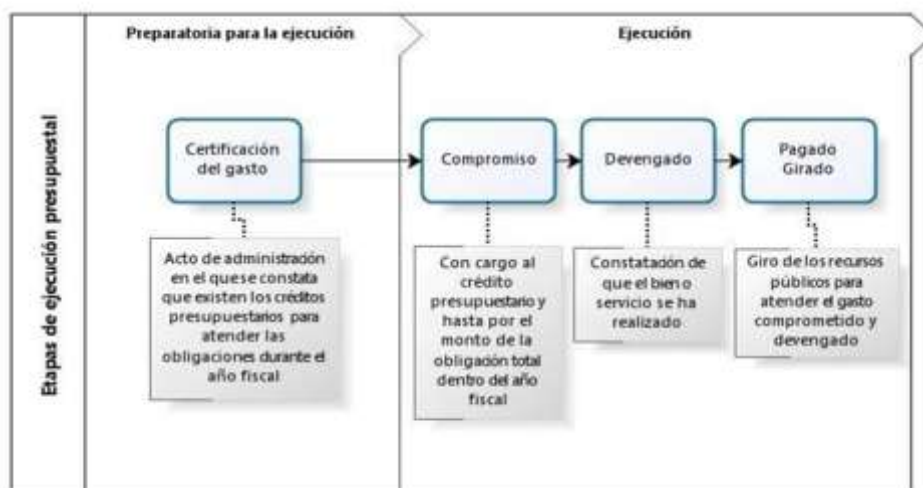 Preparatoria para la ejecución
Ejecución
Etapas de ejecución presupuestal
Certificación
del gasto
Compromiso
Devengado
Pagado
Girado
Acto de administración
en el que se constata
que existen los créditos
presupuestarios para
atender las
obligaciones durante el
año fiscal
Con cargo al
crédito
presupuestario y
hasta por el
monto de la
obligación total
dentro del año
fiscal
Constatación de
que el bien o
servicio se ha
realizado
Giro de los recursos
públicos para
atender el gasto
comprometido y
devengado